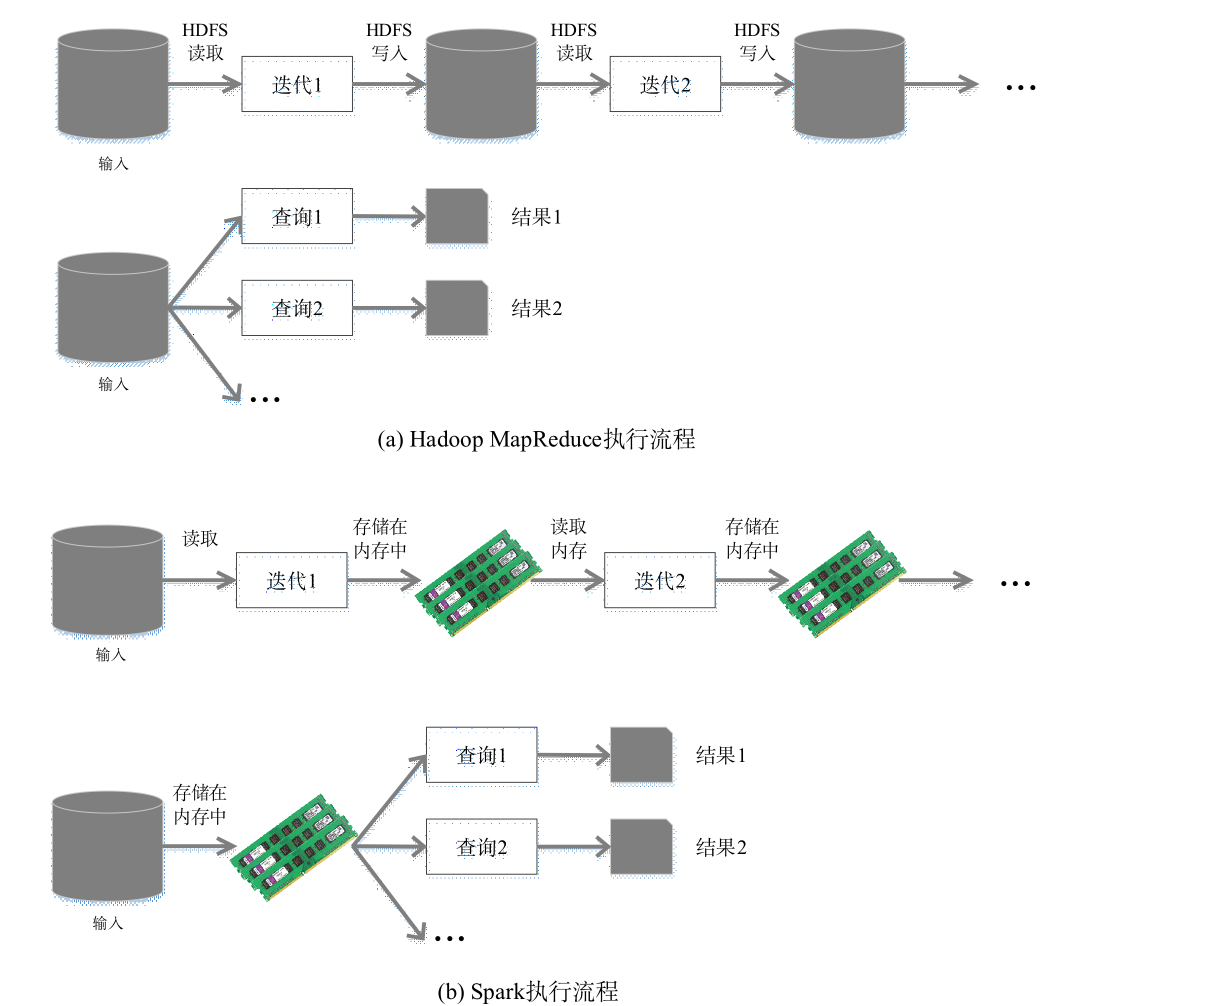 HDFS
读取
HDFS
写入
HDFS
读取
HDFS
写入
迭代1
迭代2
...
输入
查询1
结果1
查询2
结果2
输入
...
(a) Hadoop MapReduce执行流程
读取
存储在
内存中
读取
内存
存储在
内存中
迭代1
迭代2
...
输入
查询1
结果1
存储在
内存中
查询2
结果2
输入
...
(b) Spark执行流程